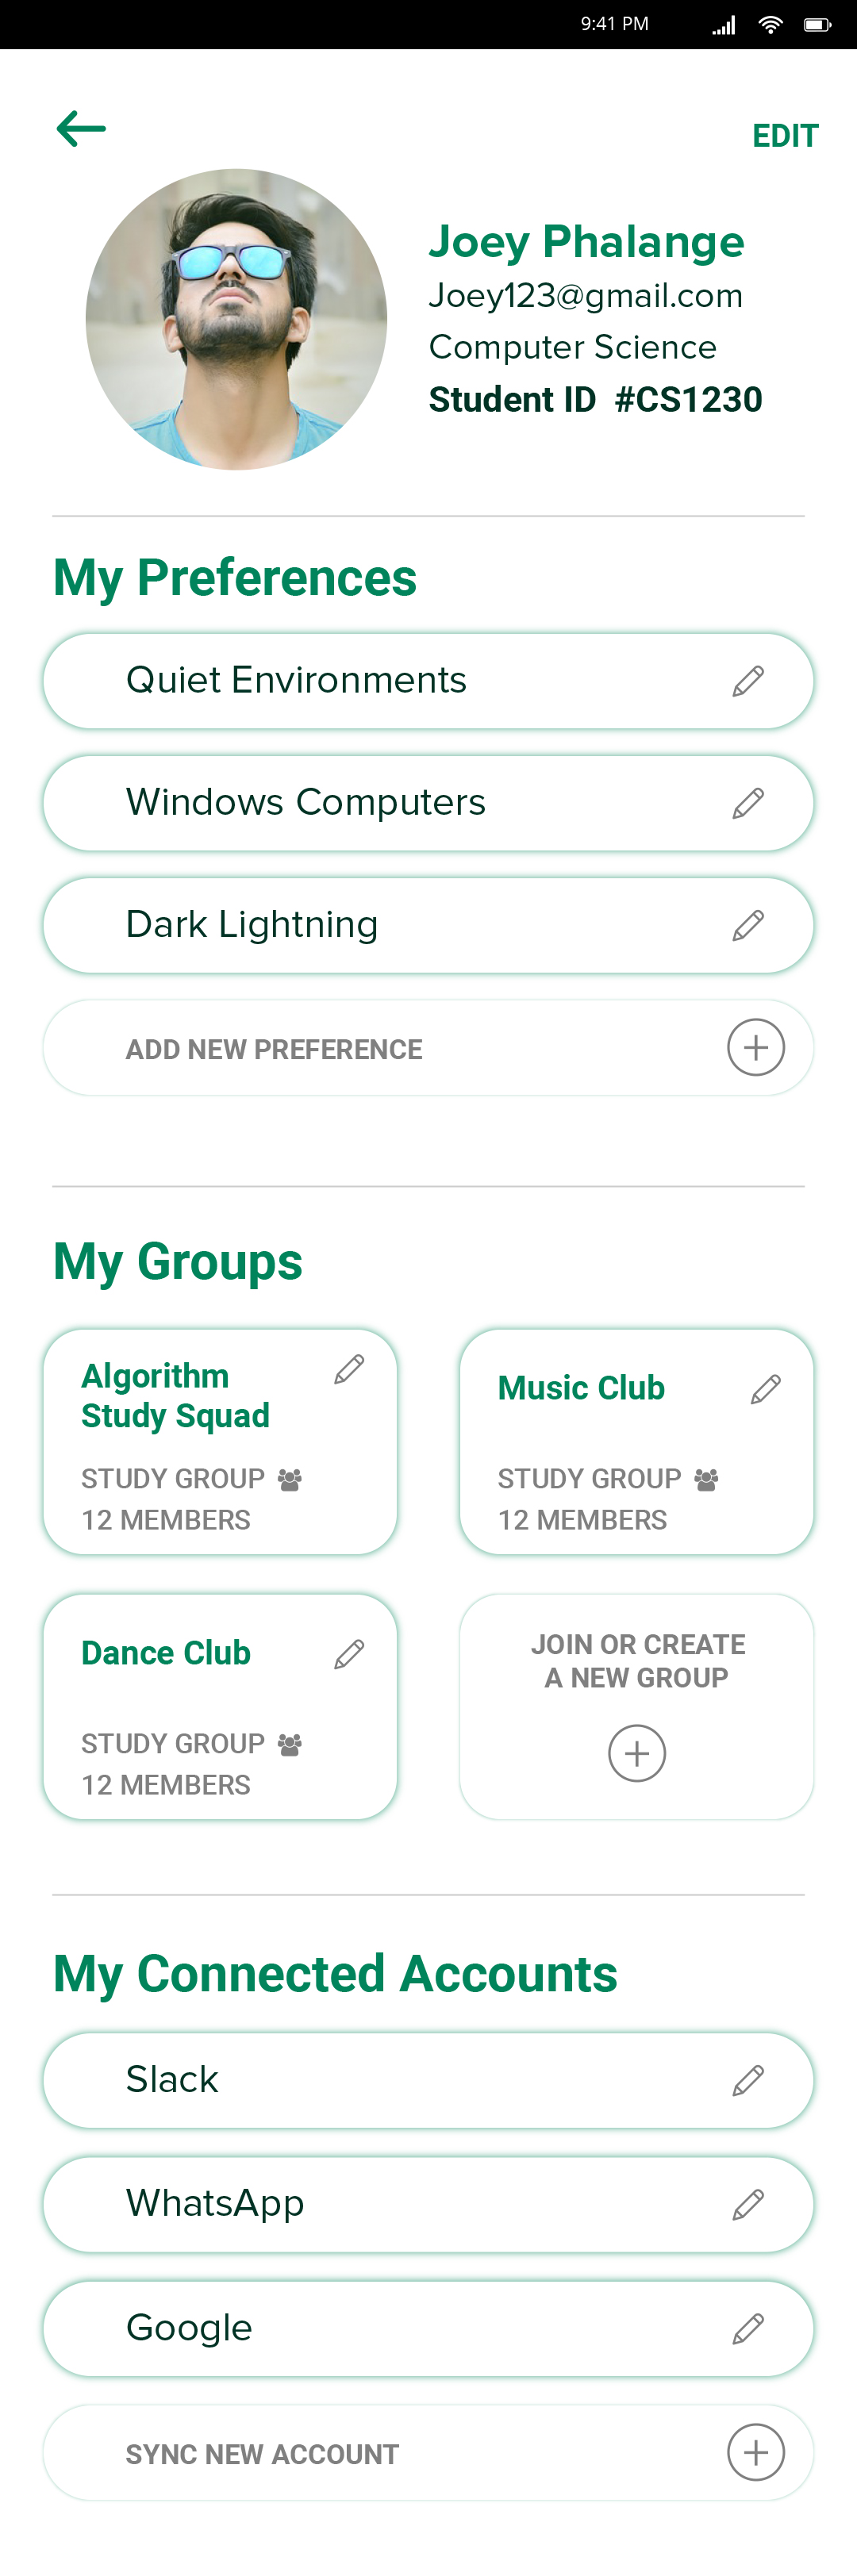 9:41 PM
EDIT
Joey Phalange
Joey123@gmail.com
Computer Science
Student ID #CS1230
My Preferences
Quiet Environments
Windows Computers
Dark Lightning
ADD NEW PREFERENCE
My Groups
Algorithm
Study Squad
STUDY GROUP
12 MEMBERS
Music Club
STUDY GROUP
12 MEMBERS
Dance Club
STUDY GROUP
12 MEMBERS
JOIN OR CREATE
A NEW GROUP
My Connected Accounts
Slack
WhatsApp
Google
SYNC NEW ACCOUNT